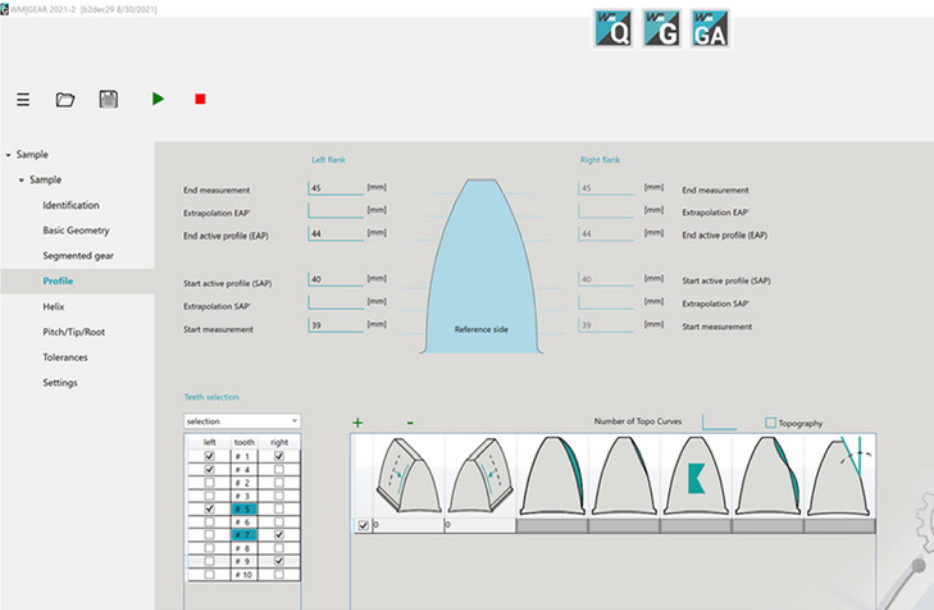 WM|GEAR 2021-2 [b2dec29 8/30/2021]
WM Q WM G WM GA
Sample
Sample
Identification
Basic Geometry
Segmented gear
Profile
Helix
Pitch/Tip/Root
Tolerances
Settings
Left flank Right flank
End measurement 45 [mm] 45 [mm] End measurement
Extrapolation EAP' [mm] [mm] Extrapolation EAP'
End active profile (EAP) 44 [mm] 44 [mm] End active profile (EAP)
Start active profile (SAP) 40 [mm] 40 [mm] Start active profile (SAP)
Extrapolation SAP' [mm] [mm] Extrapolation SAP'
Start measurement 39 [mm] Reference side 39 [mm] Start measurement
Teeth selection
selection
+ - Number of Topo Curves Topography
left tooth right
# 1
# 4
# 2
# 3
# 5
# 6
# 7
# 8
# 9
# 10
0 0